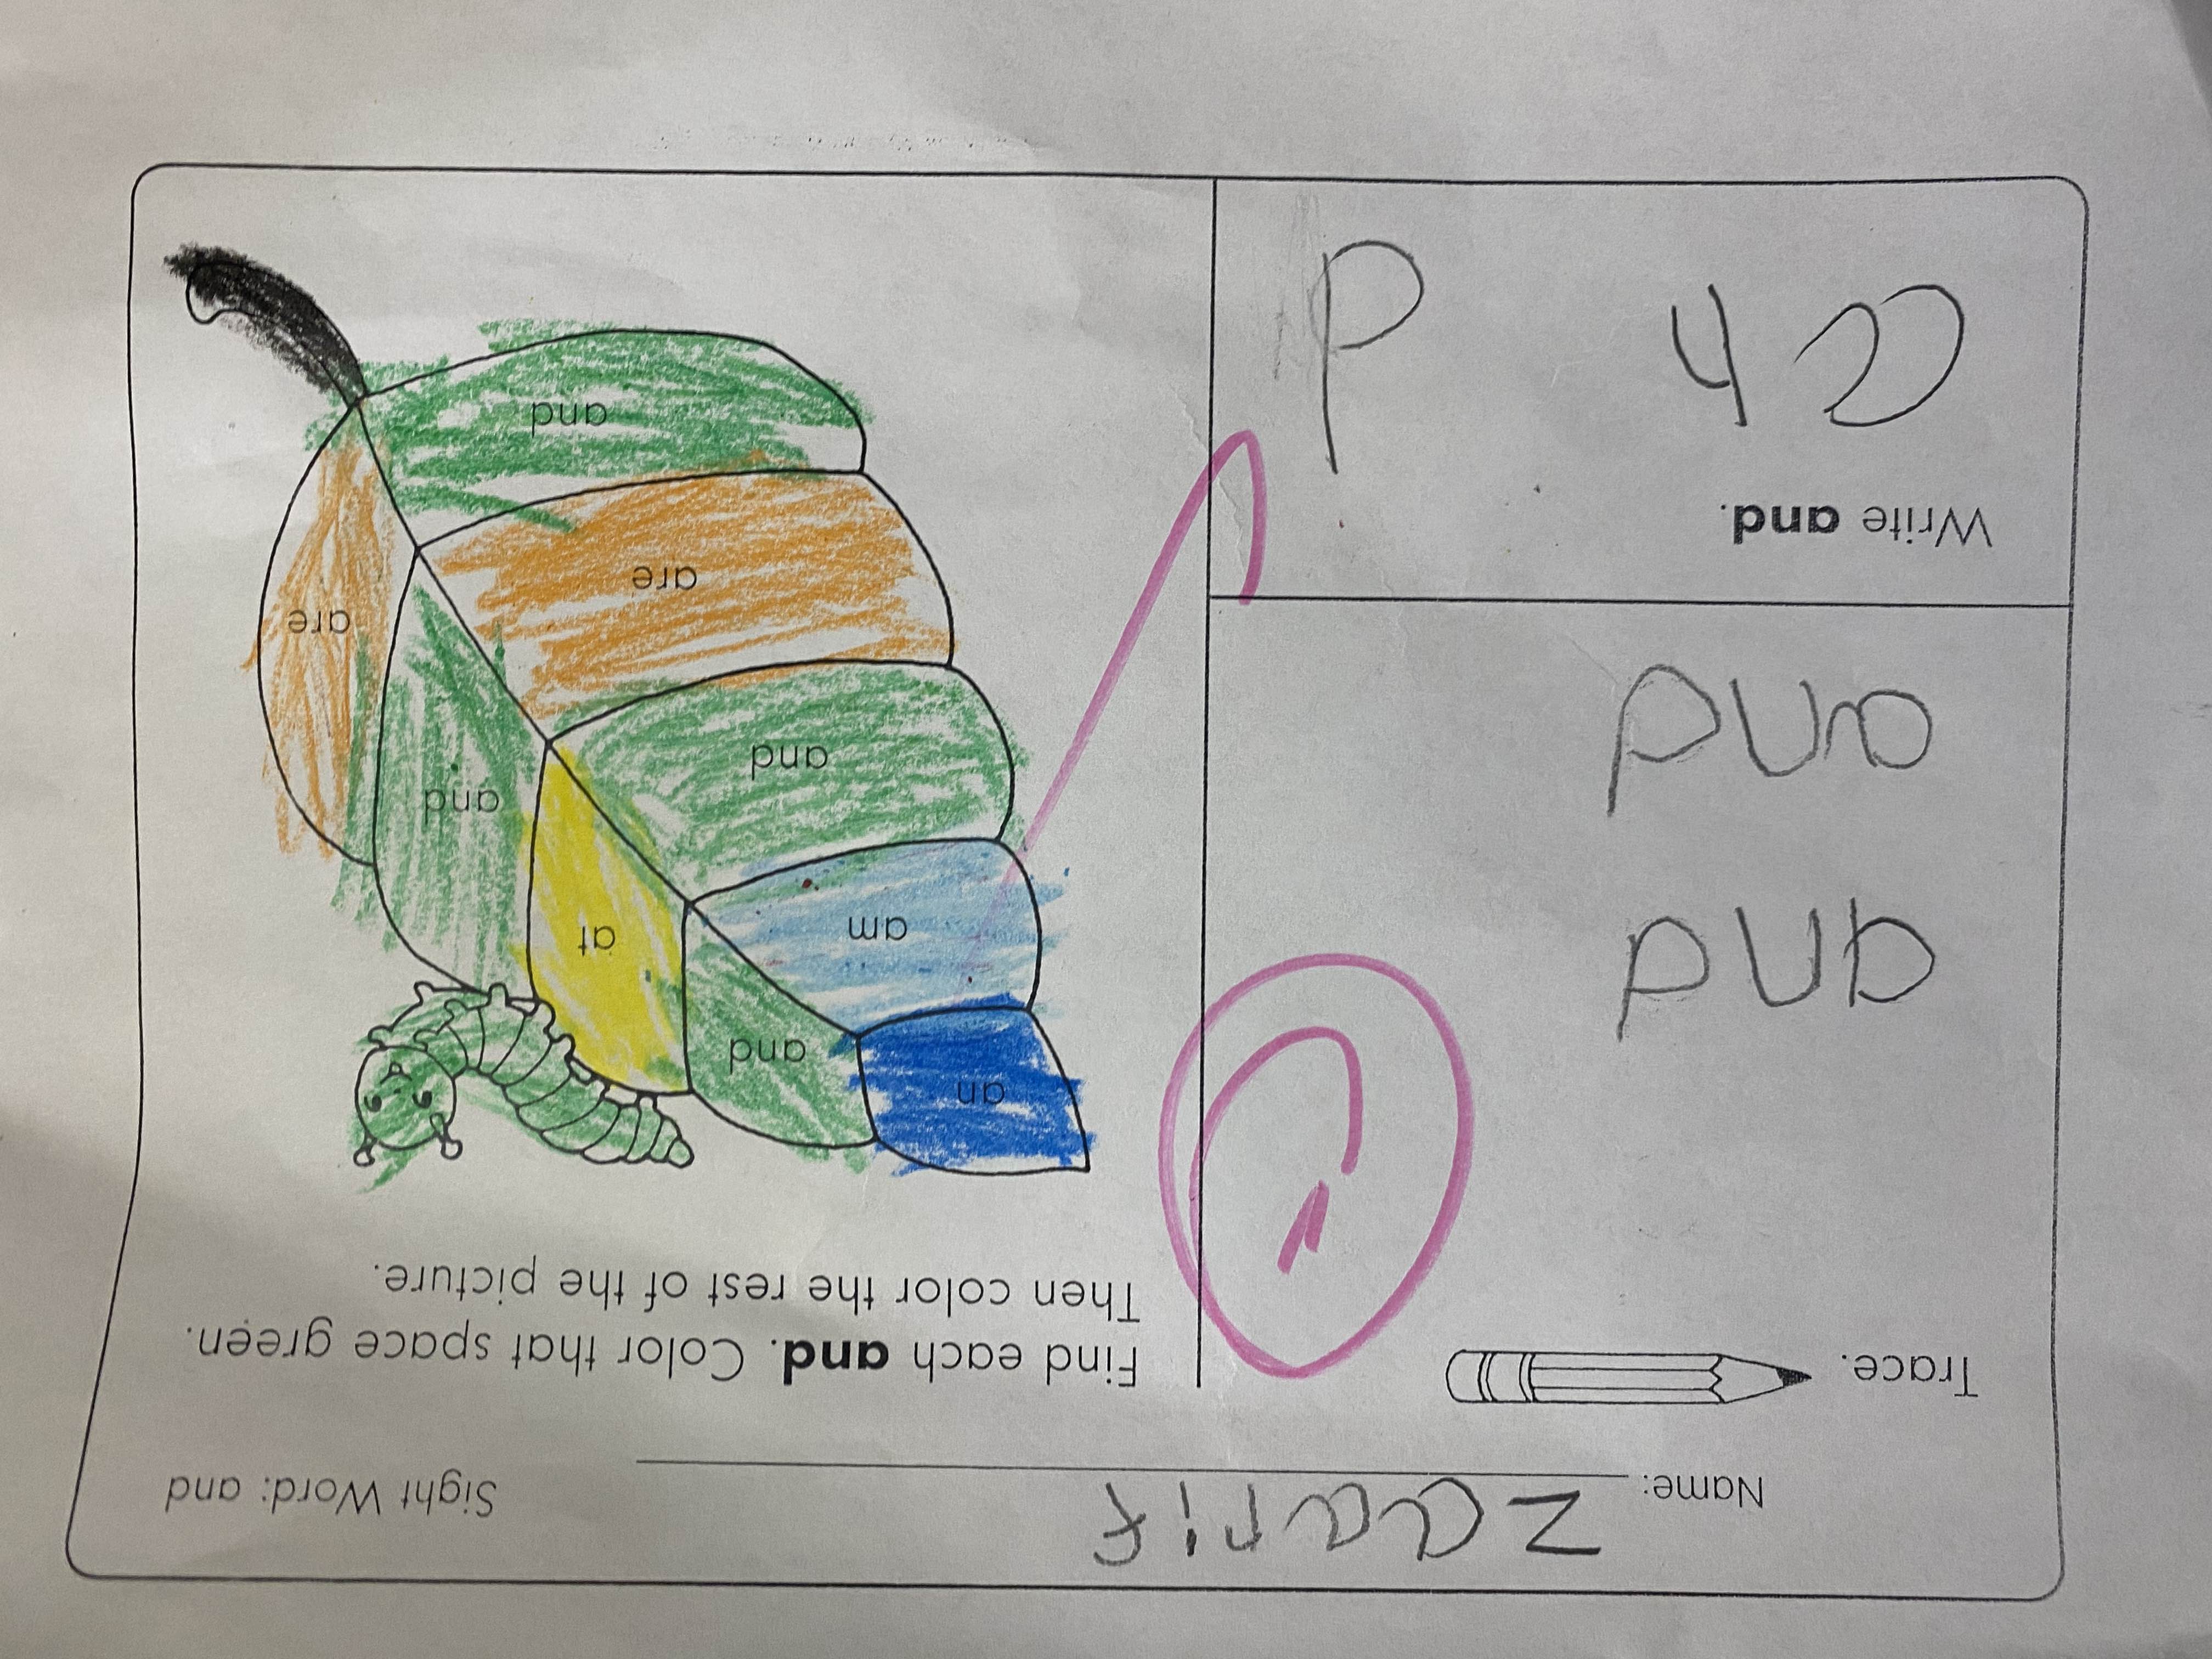 Name: zaarif
Sight Word: and
Trace.
and
and
Write and.
an d
Find each and. Color that space green.
Then color the rest of the picture.
an
and
at
am
and
and
are
are
and